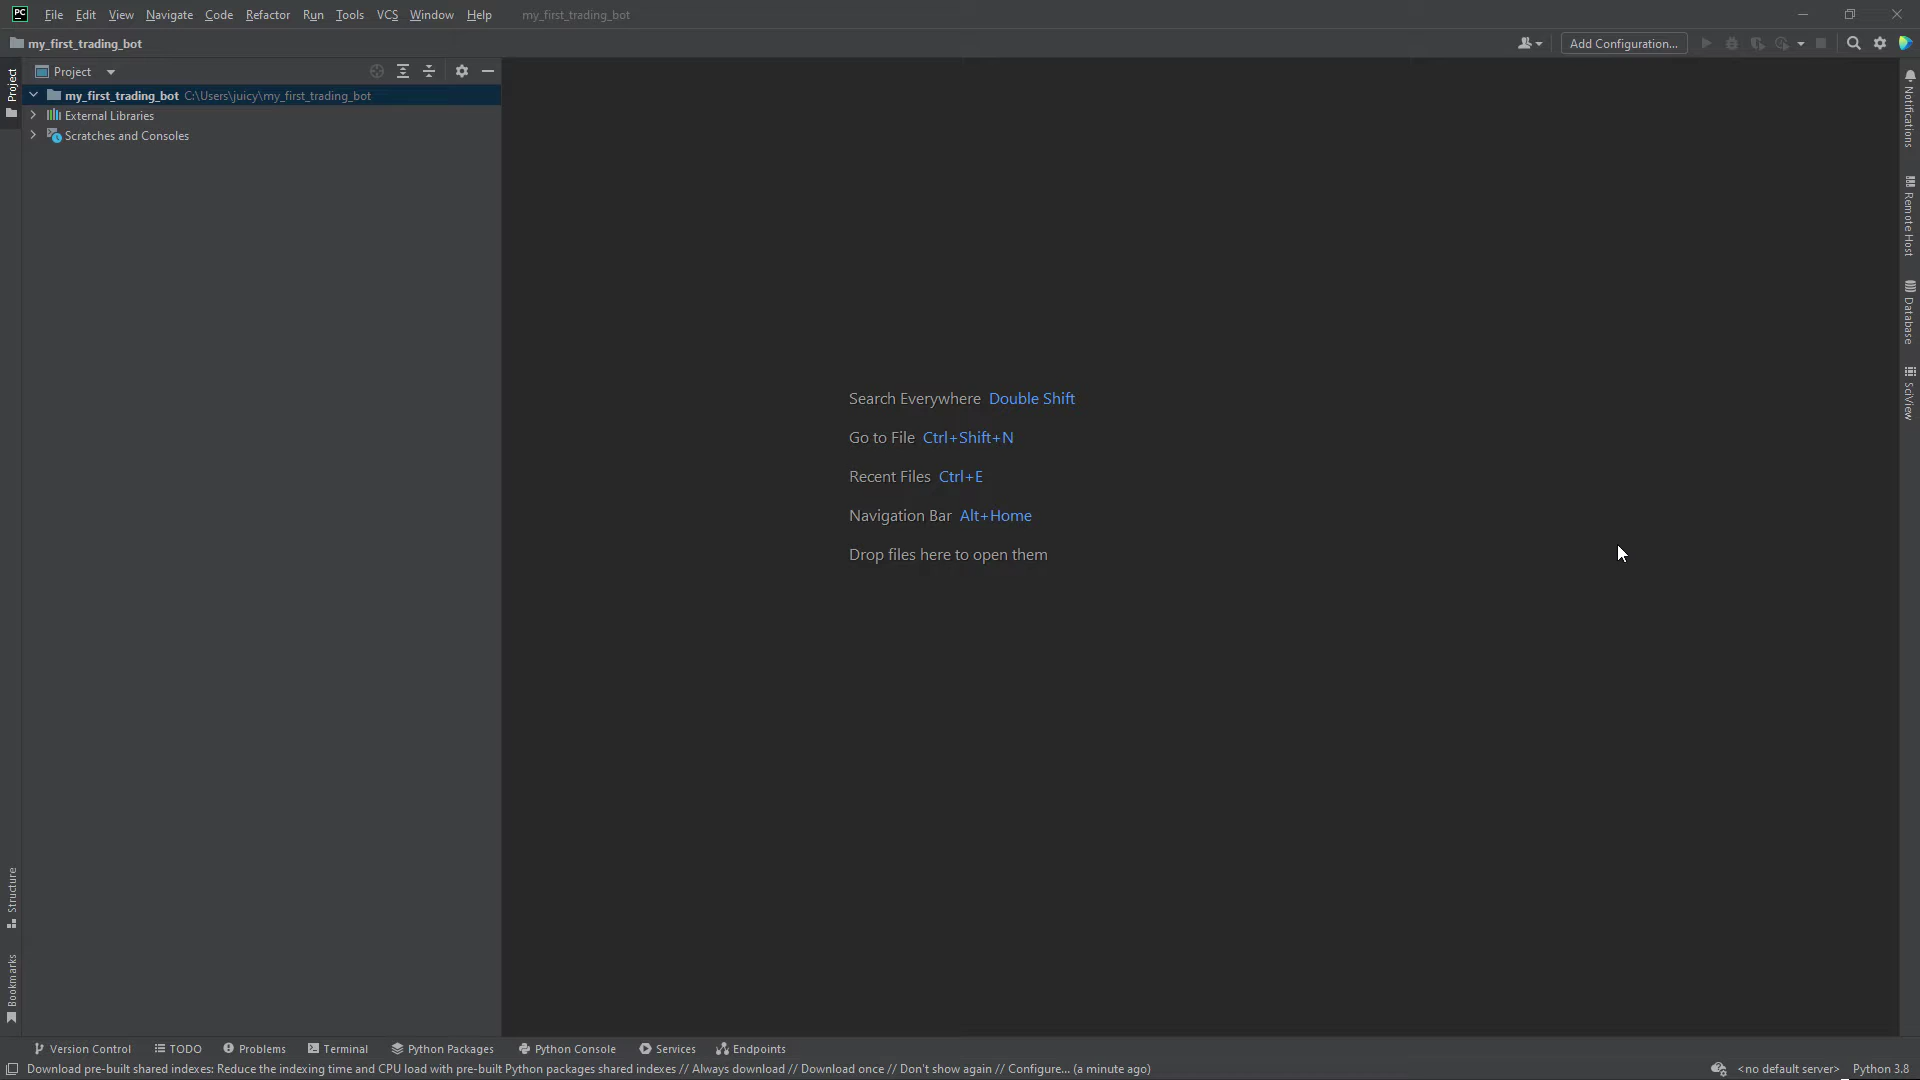 PC File Edit View Navigate Code Refactor Run Tools VCS Window Help my_first_trading_bot
my_first_trading_bot Add Configuration...
Project
my_first_trading_bot C:\Users\juicy\my_first_trading_bot
External Libraries
Scratches and Consoles
Project
Structure
Bookmarks
Search Everywhere Double Shift
Go to File Ctrl+Shift+N
Recent Files Ctrl+E
Navigation Bar Alt+Home
Drop files here to open them
Notifications
Remote Host
Database
SciView
Version Control TODO Problems Terminal Python Packages Python Console Services Endpoints
Download pre-built shared indexes: Reduce the indexing time and CPU load with pre-built Python packages shared indexes // Always download // Download once // Don't show again // Configure... (a minute ago) <no default server> Python 3.8